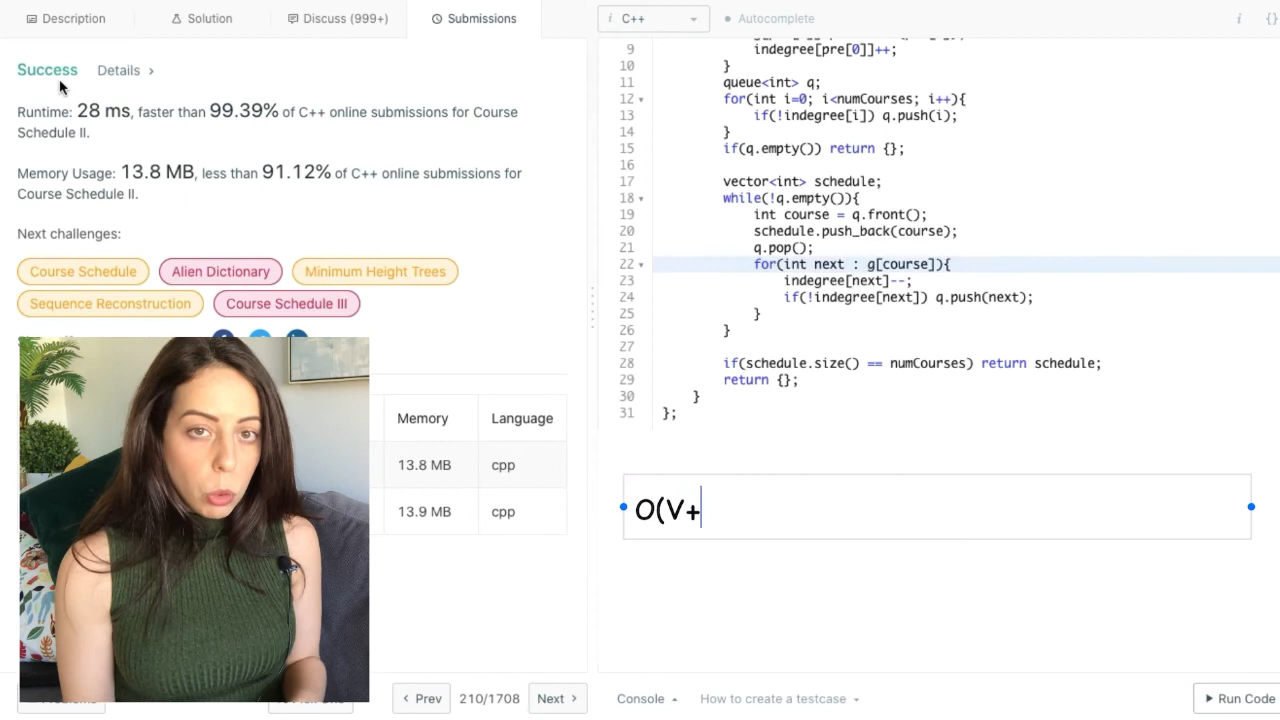 Description
Solution
Discuss (999+)
Submissions
i C++
Autocomplete
i {}
Success
Details >
Runtime: 28 ms, faster than 99.39% of C++ online submissions for Course
Schedule II.
Memory Usage: 13.8 MB, less than 91.12% of C++ online submissions for
Course Schedule II.
Next challenges:
Course Schedule
Alien Dictionary
Minimum Height Trees
Sequence Reconstruction
Course Schedule III
Memory Language
13.8 MB cpp
13.9 MB cpp
< Prev
210/1708
Next >
9 indegree[pre[0]]++;
10 }
11 queue<int> q;
12 for(int i=0; i<numCourses; i++){
13 if(!indegree[i]) q.push(i);
14 }
15 if(q.empty()) return {};
16
17 vector<int> schedule;
18 while(!q.empty()){
19 int course = q.front();
20 schedule.push_back(course);
21 q.pop();
22 for(int next : g[course]){
23 indegree[next]--;
24 if(!indegree[next]) q.push(next);
25 }
26 }
27
28 if(schedule.size() == numCourses) return schedule;
29 return {};
30 }
31 };
O(V+
Console
How to create a testcase
Run Code